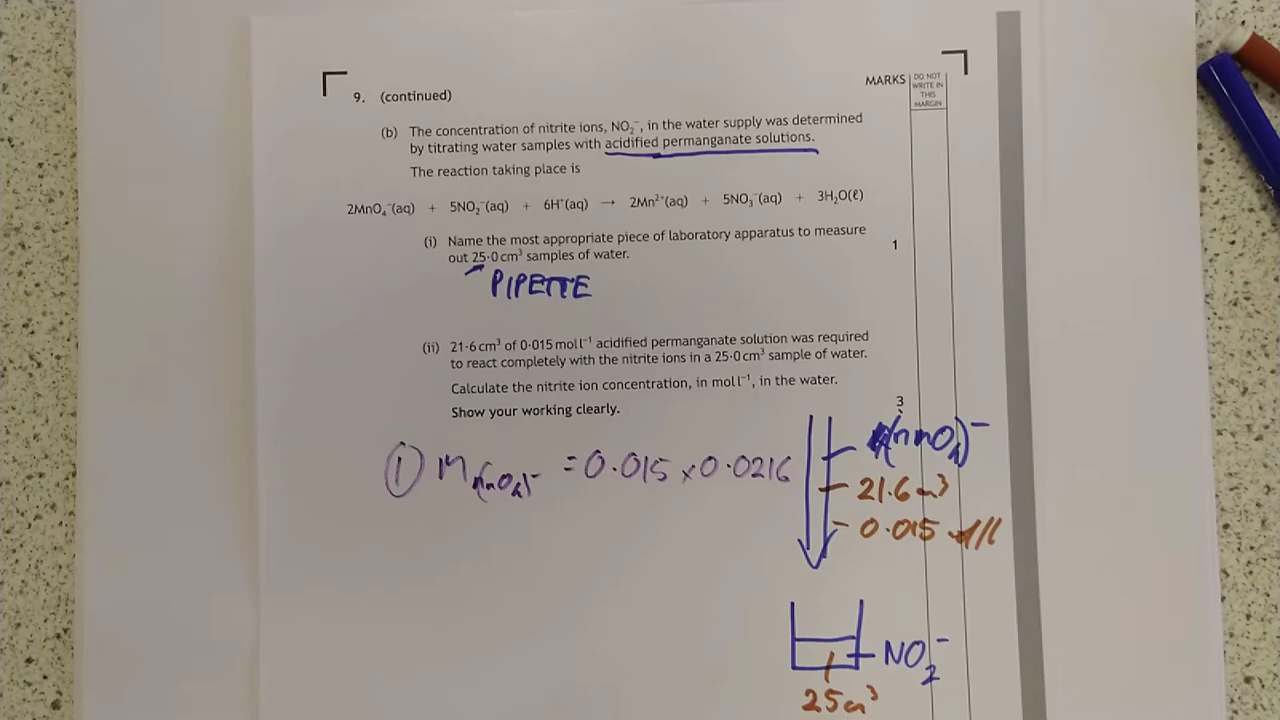 9. (continued)
MARKS
DO NOT
WRITE IN
THIS
MARGIN
(b) The concentration of nitrite ions, NO₂⁻, in the water supply was determined
by titrating water samples with acidified permanganate solutions.
The reaction taking place is
2MnO₄⁻(aq) + 5NO₂⁻(aq) + 6H⁺(aq) → 2Mn²⁺(aq) + 5NO₃⁻(aq) + 3H₂O(ℓ)
(i) Name the most appropriate piece of laboratory apparatus to measure
out 25·0 cm³ samples of water.
1
PIPETTE
(ii) 21·6 cm³ of 0·015 mol l⁻¹ acidified permanganate solution was required
to react completely with the nitrite ions in a 25·0 cm³ sample of water.
Calculate the nitrite ion concentration, in mol l⁻¹, in the water.
3
Show your working clearly.
① n(MnO₄)⁻ = 0.015 × 0.0216
(MnO₄)⁻
21.6 cm³
0.015
NO₂⁻
25cm³